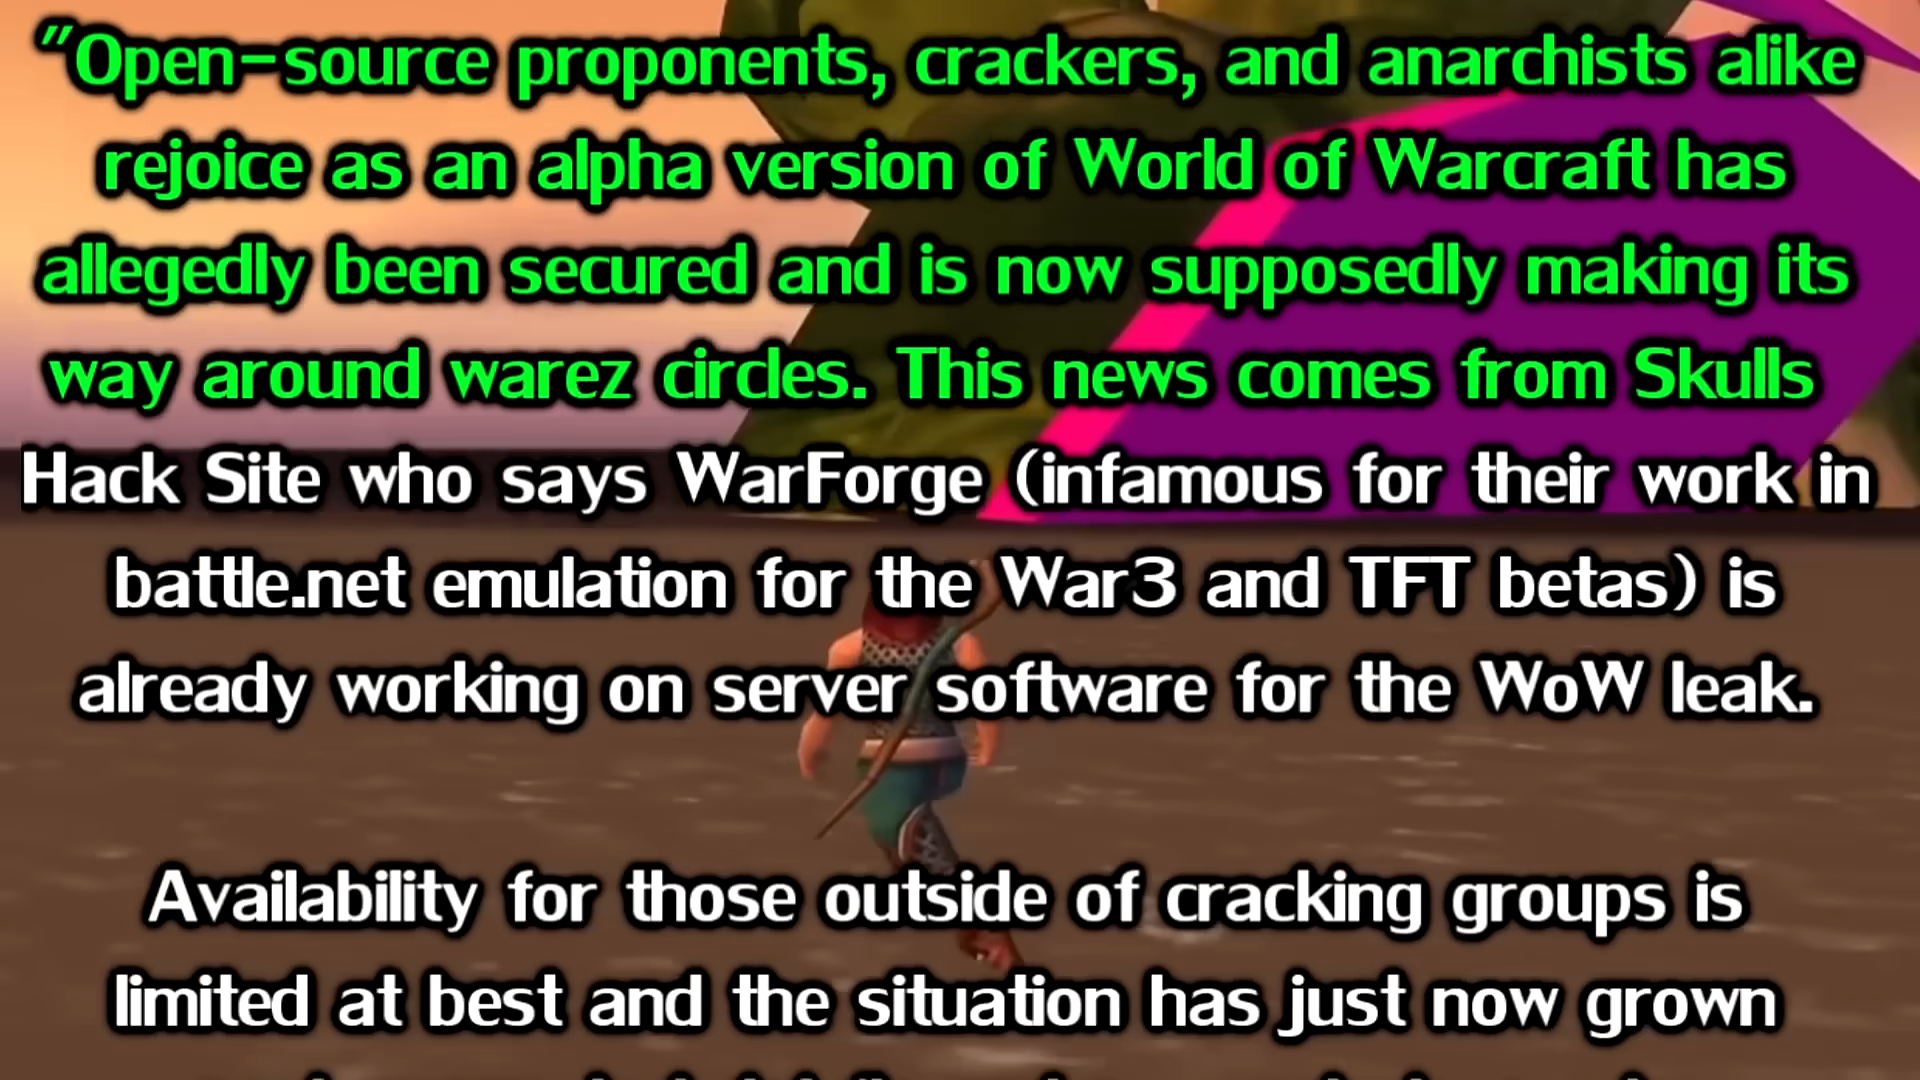 "Open-source proponents, crackers, and anarchists alike
rejoice as an alpha version of World of Warcraft has
allegedly been secured and is now supposedly making its
way around warez circles. This news comes from Skulls
Hack Site who says WarForge (infamous for their work in
battle.net emulation for the War3 and TFT betas) is
already working on server software for the WoW leak.
Availability for those outside of cracking groups is
limited at best and the situation has just now grown